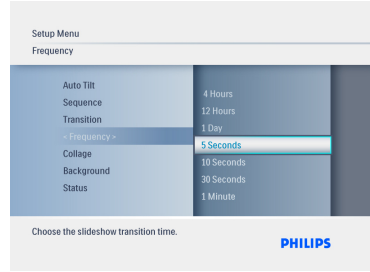 Setup Menu
Frequency
Auto Tilt
Sequence
Transition
< Frequency >
Collage
Background
Status
4 Hours
12 Hours
1 Day
5 Seconds
10 Seconds
30 Seconds
1 Minute
Choose the slideshow transition time.
PHILIPS